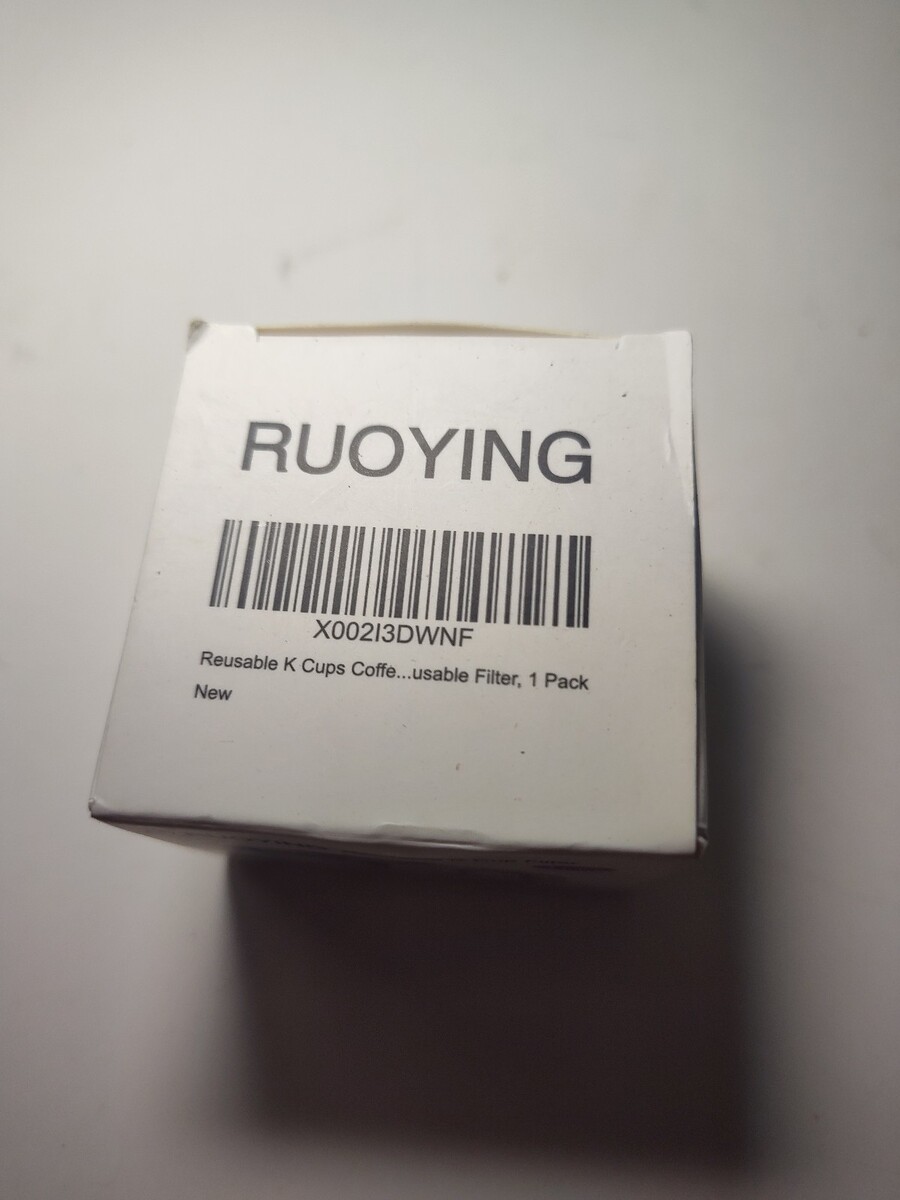 RUOYING
X002I3DWNF
Reusable K Cups Coffe...usable Filter, 1 Pack
New